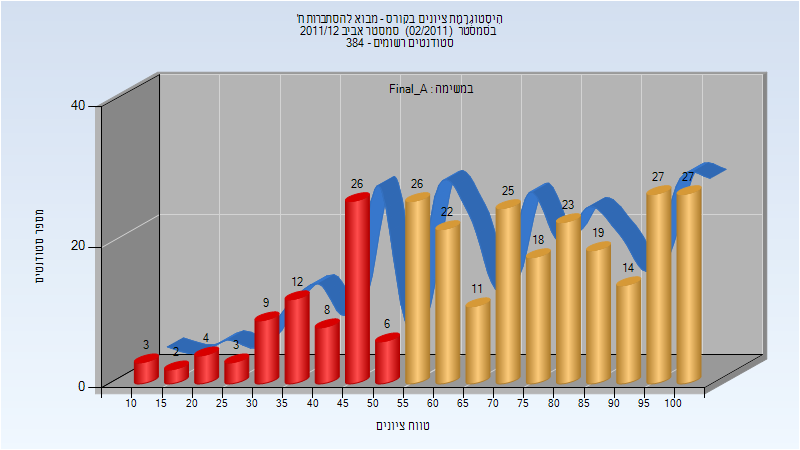 היסטוגרמת ציונים בקורס - מבוא להסתברות ח'
בסמסטר (02/2011) סמסטר אביב 2011/12
סטודנטים רשומים - 384
במשימה : Final_A
מספר סטודנטים
40
20
0
3 2 4 3 9 12 8 26 6 26 22 11 25 18 23 19 14 27 27
10 15 20 25 30 35 40 45 50 55 60 65 70 75 80 85 90 95 100
טווח ציונים